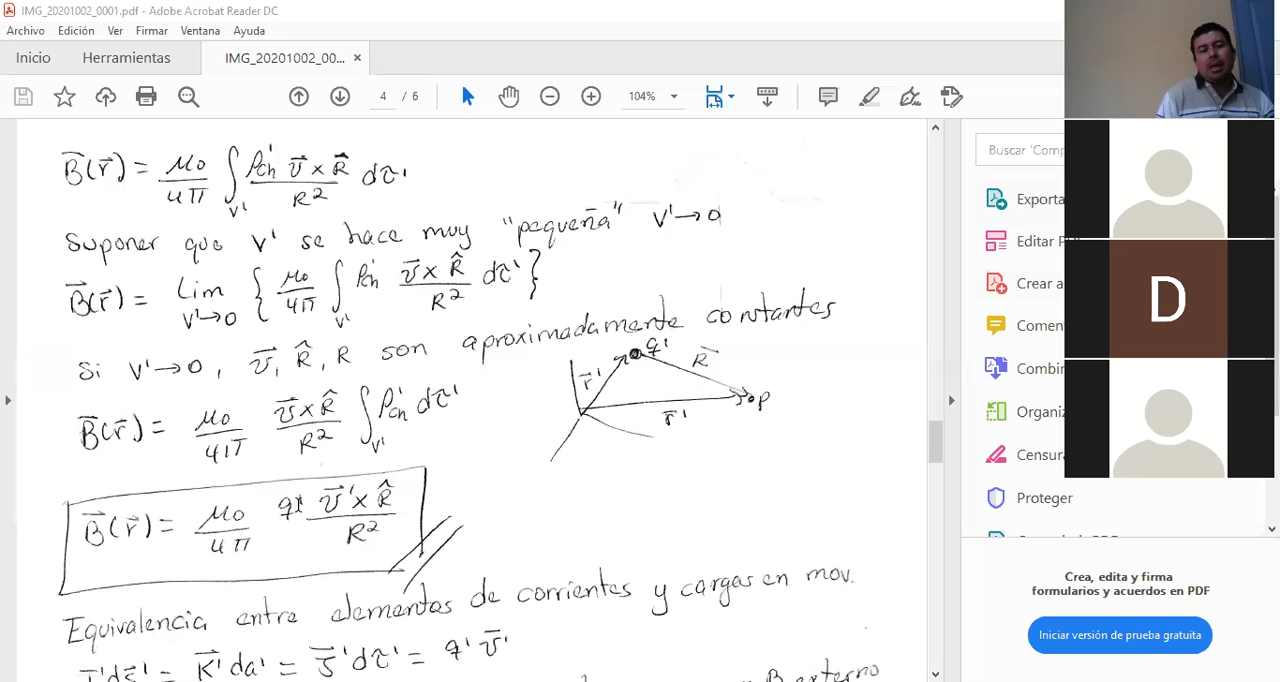 IMG_20201002_0001.pdf - Adobe Acrobat Reader DC
Archivo Edición Ver Firmar Ventana Ayuda
Inicio Herramientas IMG_20201002_00... ×
4 / 6 104%
B⃗(r⃗) = μ₀/4π ∫_V' ρ'ch v⃗ × R̂ / R² dτ'
Suponer que V' se hace muy "pequeña" V' → 0
B⃗(r⃗) = Lim V'→0 { μ₀/4π ∫_V' ρ'ch v⃗ × R̂ / R² dτ' }
Si V' → 0, v⃗, R̂, R son aproximadamente constantes
q'
r⃗' R⃗
r⃗' P
B⃗(r⃗) = μ₀/4π v⃗ × R̂ / R² ∫_V' ρ'ch dτ'
B⃗(r⃗) = μ₀/4π q' v⃗' × R̂ / R²
Equivalencia entre elementos de corrientes y cargas en mov.
K⃗'da' = J⃗'dτ' = q' v⃗'
B externo
D
Buscar 'Comp
Exporta
Editar P
Crear a
Comen
Combin
Organiz
Censura
Proteger
Crea, edita y firma
formularios y acuerdos en PDF
Iniciar versión de prueba gratuita